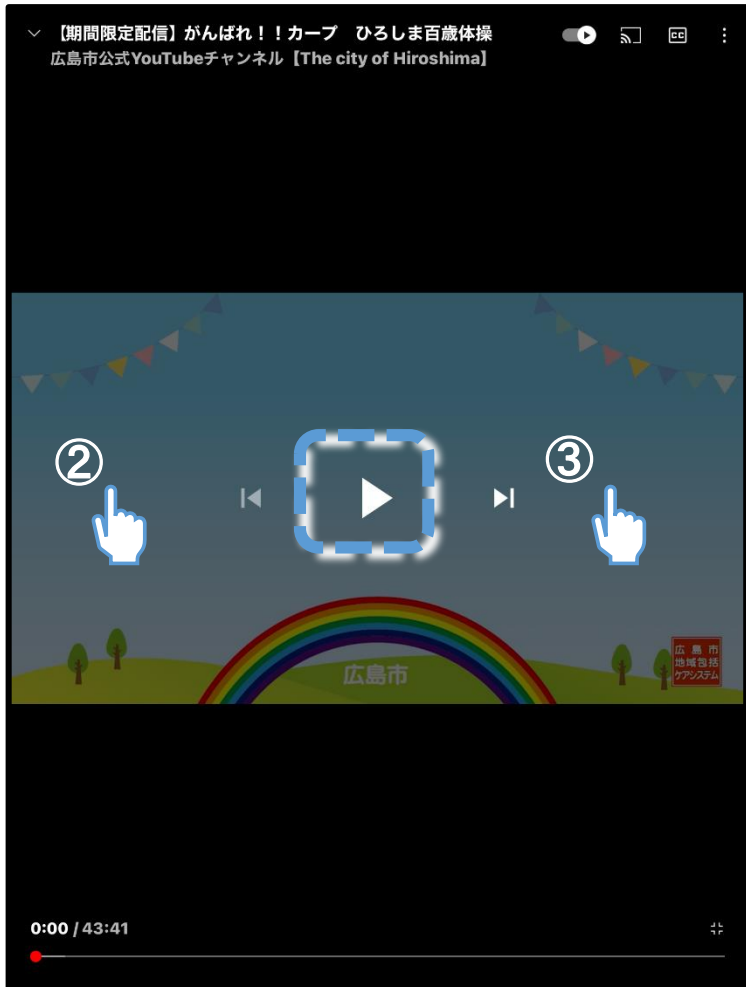 【期間限定配信】がんばれ！！カープ　ひろしま百歳体操
広島市公式YouTubeチャンネル【The city of Hiroshima】
CC
②
③
広島市
広島市
地域包括
ケアシステム
0:00 / 43:41